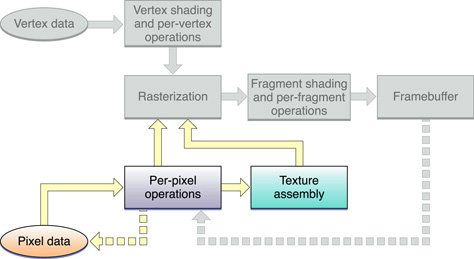 Vertex data
Vertex shading
and per-vertex
operations
Rasterization
Fragment shading
and per-fragment
operations
Framebuffer
Per-pixel
operations
Texture
assembly
Pixel data